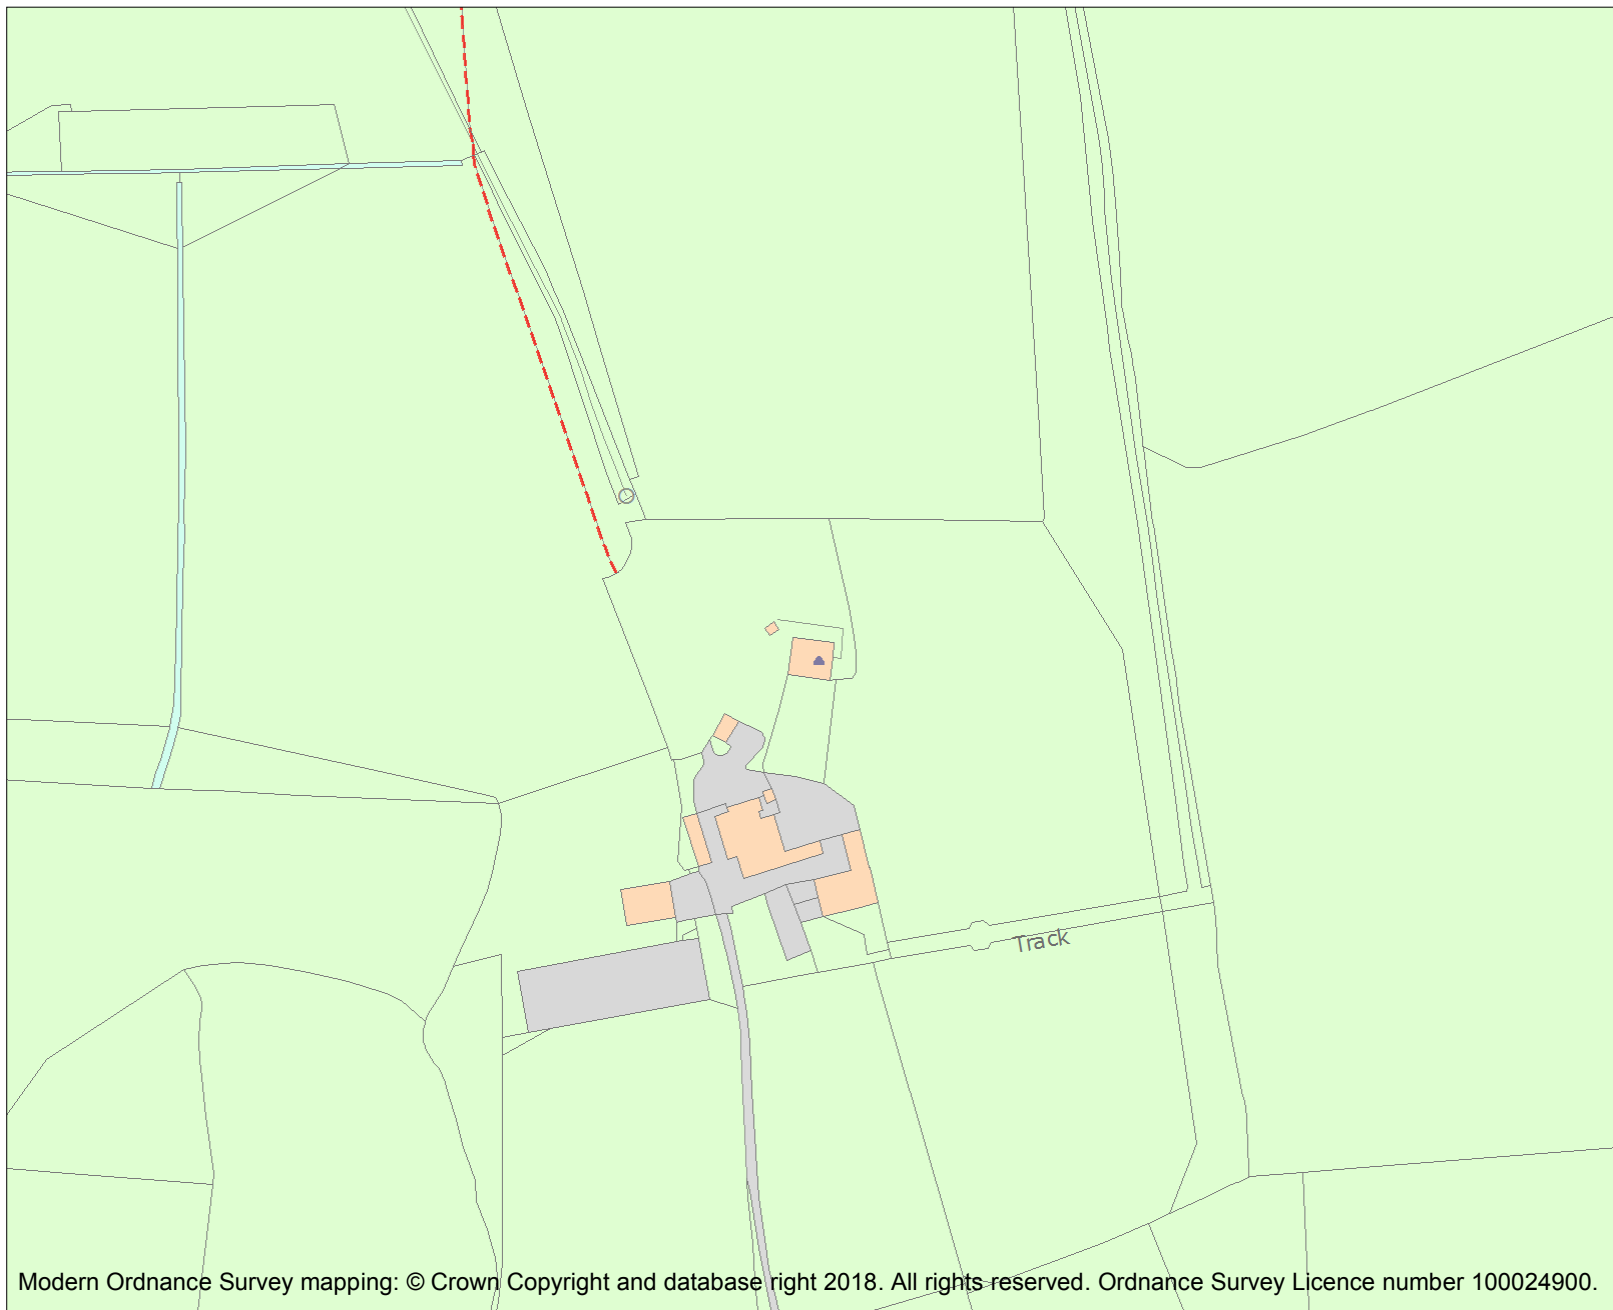 Track
Modern Ordnance Survey mapping: © Crown Copyright and database right 2018. All rights reserved. Ordnance Survey Licence number 100024900.